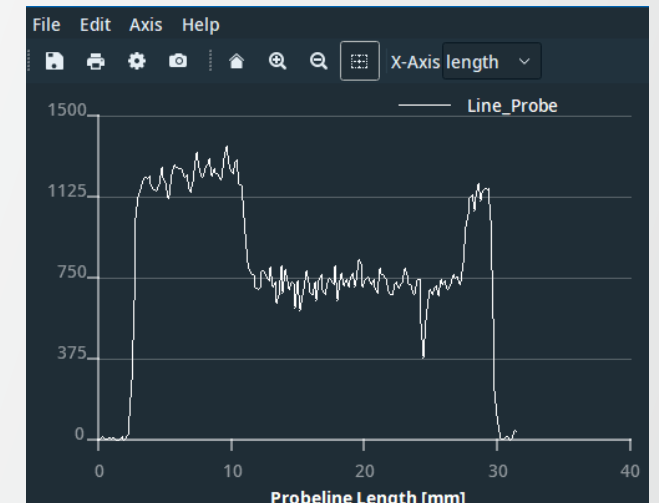 File Edit Axis Help
X-Axis length
Line_Probe
1500
1125
750
375
0
0 10 20 30 40
Probeline Length [mm]